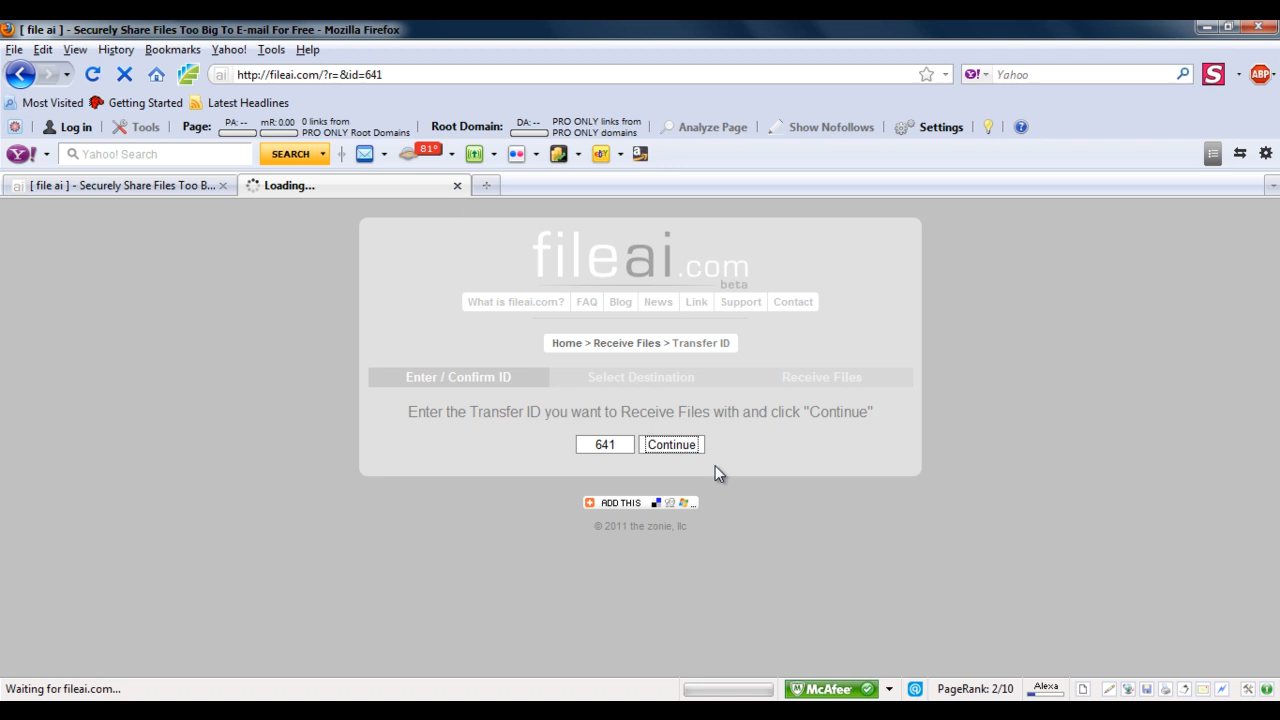 [ file ai ] - Securely Share Files Too Big To E-mail For Free - Mozilla Firefox
File Edit View History Bookmarks Yahoo! Tools Help
ai http://fileai.com/?r=&id=641 Y! Yahoo S ABP
Most Visited Getting Started Latest Headlines
Log in Tools Page: PA: -- mR: 0.00 0 links from PRO ONLY Root Domains Root Domain: DA: -- PRO ONLY links from PRO ONLY domains Analyze Page Show Nofollows Settings
Y! Yahoo! Search SEARCH 81° eBY a
ai [ file ai ] - Securely Share Files Too B... Loading...
fileai.com
beta
What is fileai.com? FAQ Blog News Link Support Contact
Home > Receive Files > Transfer ID
Enter / Confirm ID Select Destination Receive Files
Enter the Transfer ID you want to Receive Files with and click "Continue"
641 Continue
ADD THIS ...
© 2011 the zonie, llc
Waiting for fileai.com... McAfee PageRank: 2/10 Alexa